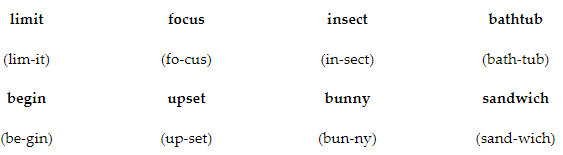 limit focus insect bathtub
(lim-it) (fo-cus) (in-sect) (bath-tub)
begin upset bunny sandwich
(be-gin) (up-set) (bun-ny) (sand-wich)